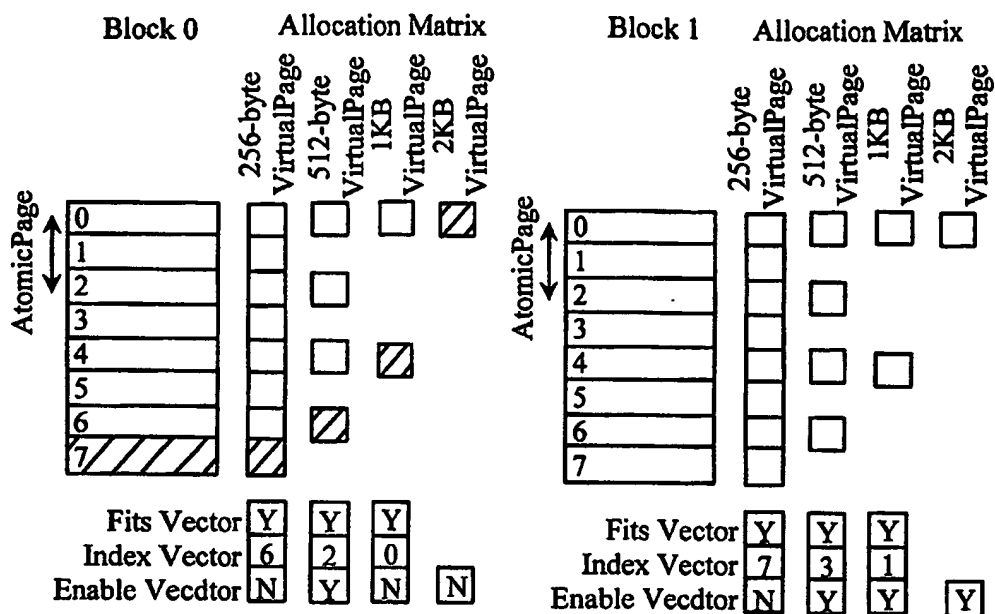 Block 0
Allocation Matrix
256-byte
VirtualPage
512-byte
VirtualPage
1KB
VirtualPage
2KB
VirtualPage
AtomicPage
0
1
2
3
4
5
6
7
Fits Vector Y Y Y
Index Vector 6 2 0
Enable Vecdtor N Y N N
Block 1
Allocation Matrix
256-byte
VirtualPage
512-byte
VirtualPage
1KB
VirtualPage
2KB
VirtualPage
AtomicPage
0
1
2
3
4
5
6
7
Fits Vector Y Y Y
Index Vector 7 3 1
Enable Vecdtor N Y Y Y